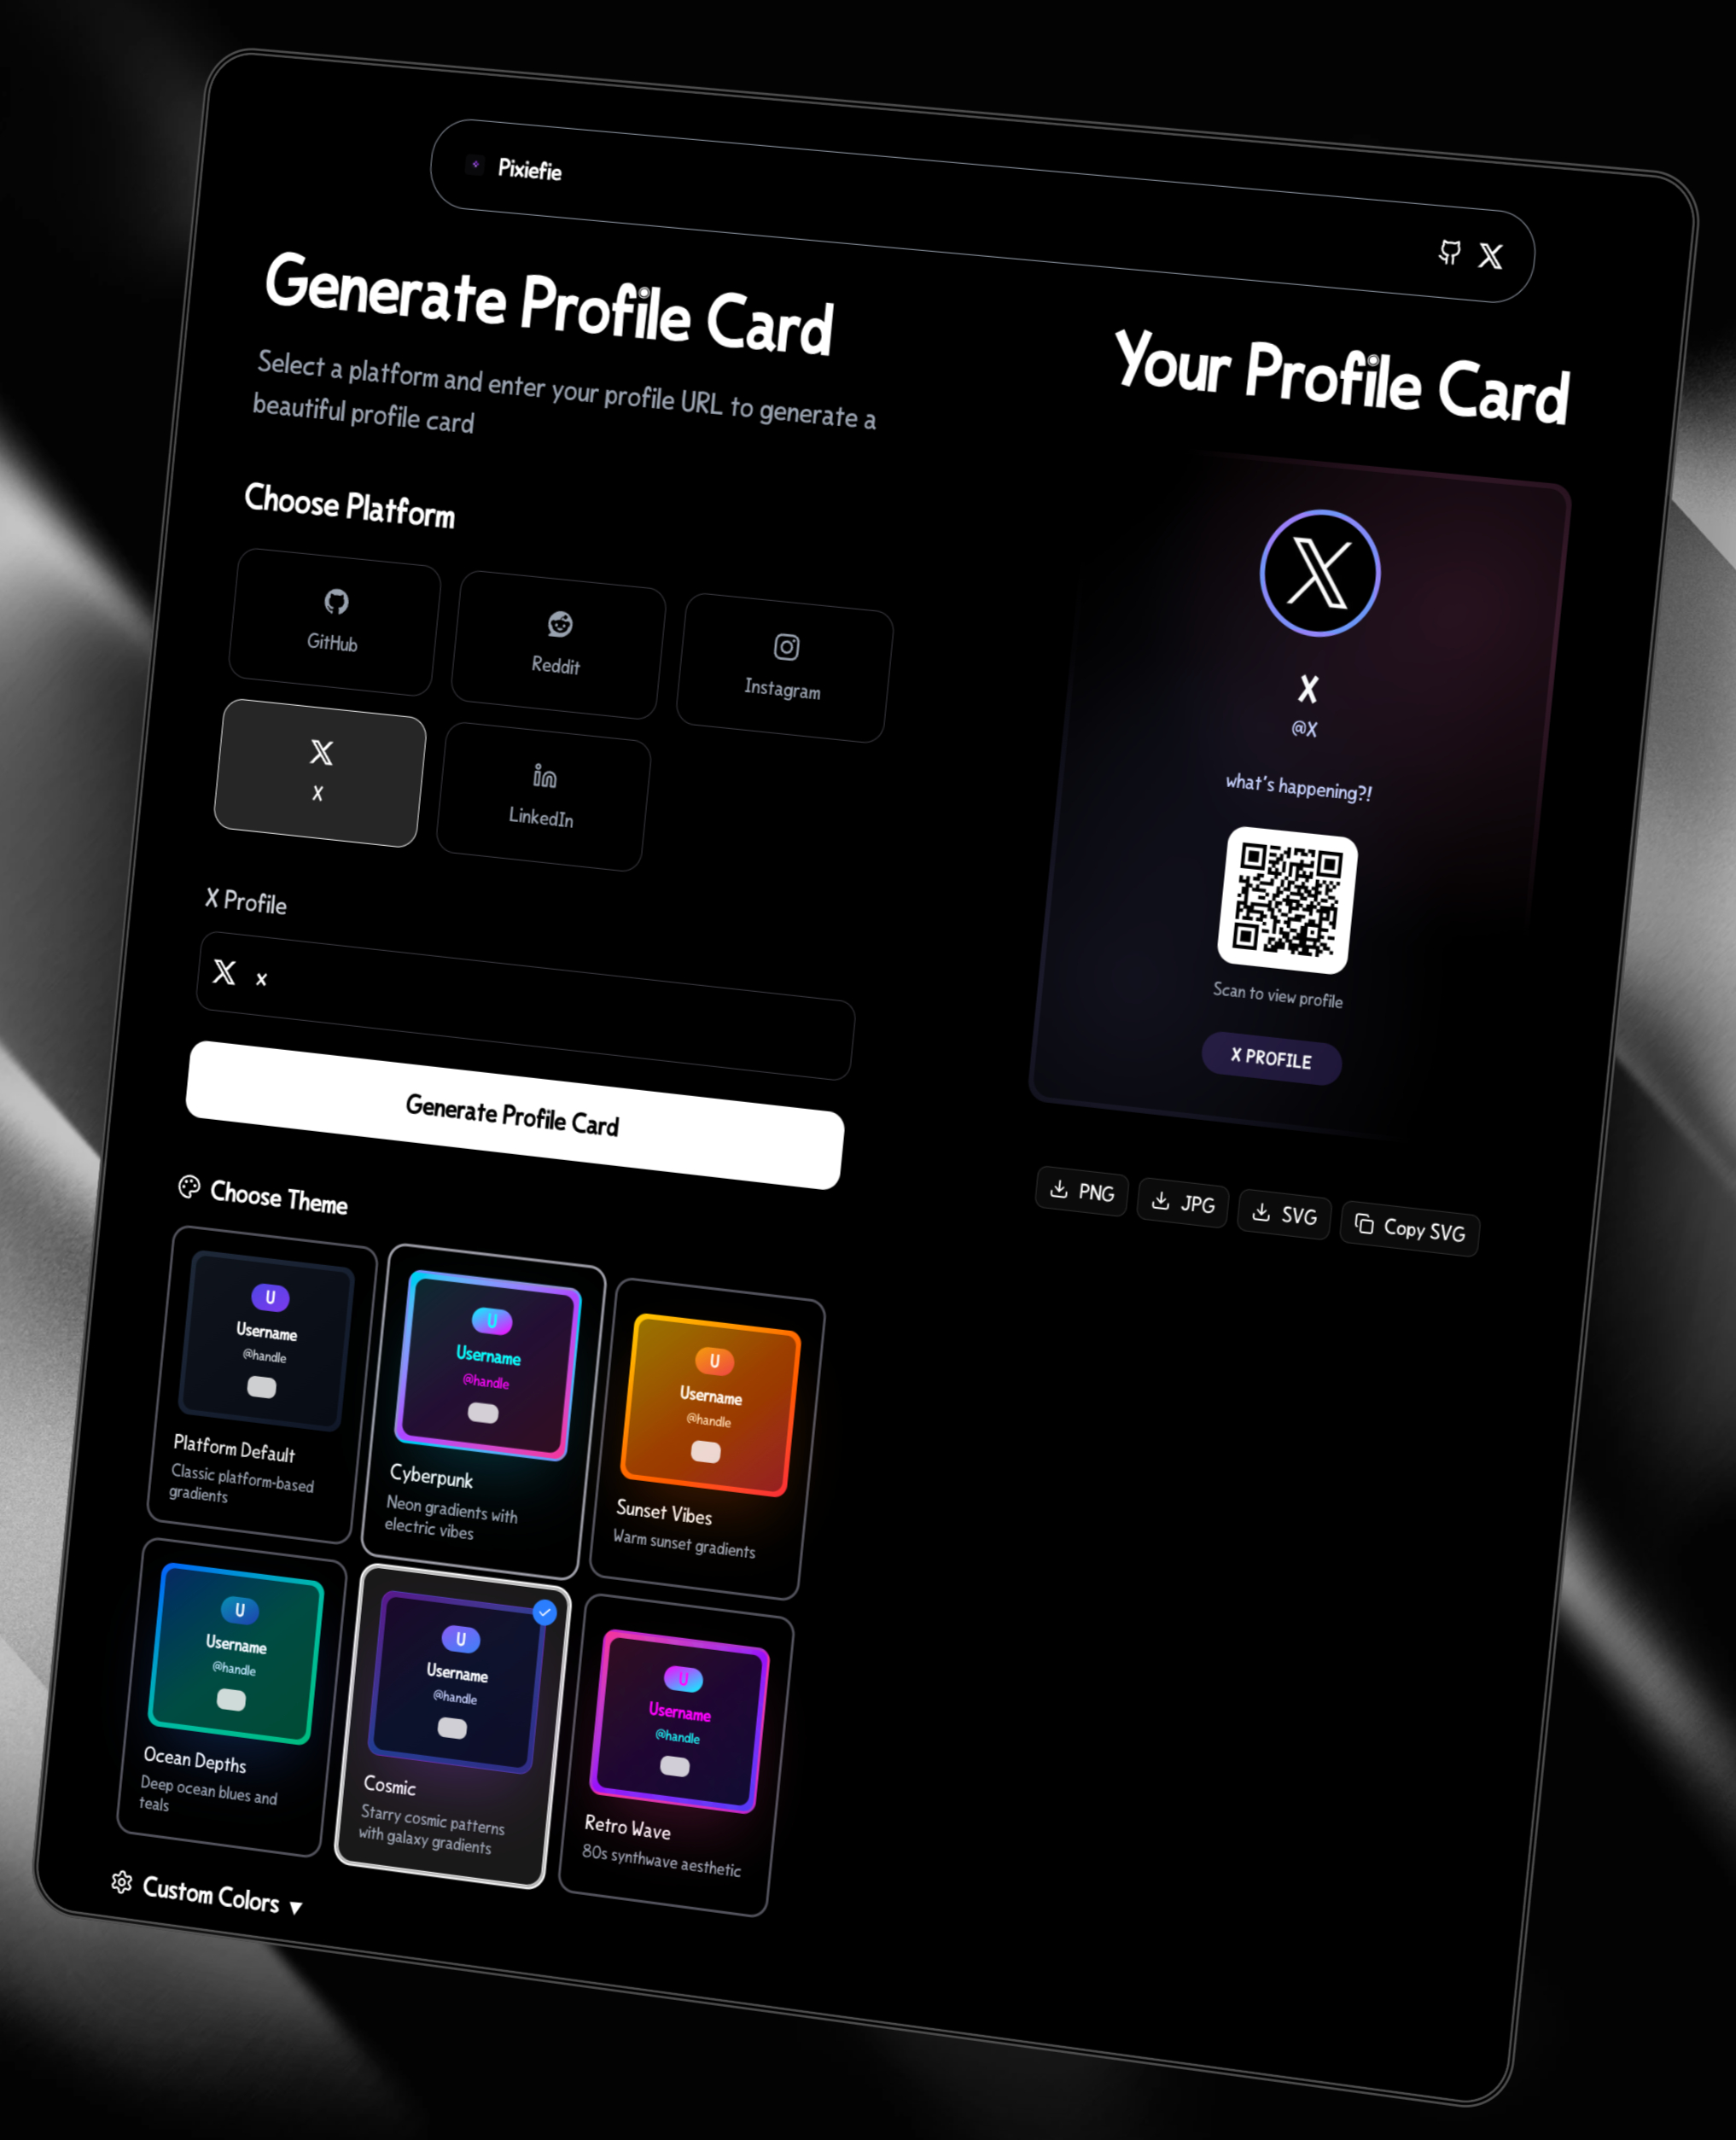 Pixiefie
Generate Profile Card
Select a platform and enter your profile URL to generate a
beautiful profile card
Choose Platform
GitHub
Reddit
Instagram
X
LinkedIn
X Profile
x
Generate Profile Card
Choose Theme
U
Username
@handle
Platform Default
Classic platform-based
gradients
U
Username
@handle
Cyberpunk
Neon gradients with
electric vibes
U
Username
@handle
Sunset Vibes
Warm sunset gradients
U
Username
@handle
Ocean Depths
Deep ocean blues and
teals
U
Username
@handle
Cosmic
Starry cosmic patterns
with galaxy gradients
U
Username
@handle
Retro Wave
80s synthwave aesthetic
Custom Colors ▼
Your Profile Card
X
@X
what's happening?!
Scan to view profile
X PROFILE
PNG
JPG
SVG
Copy SVG